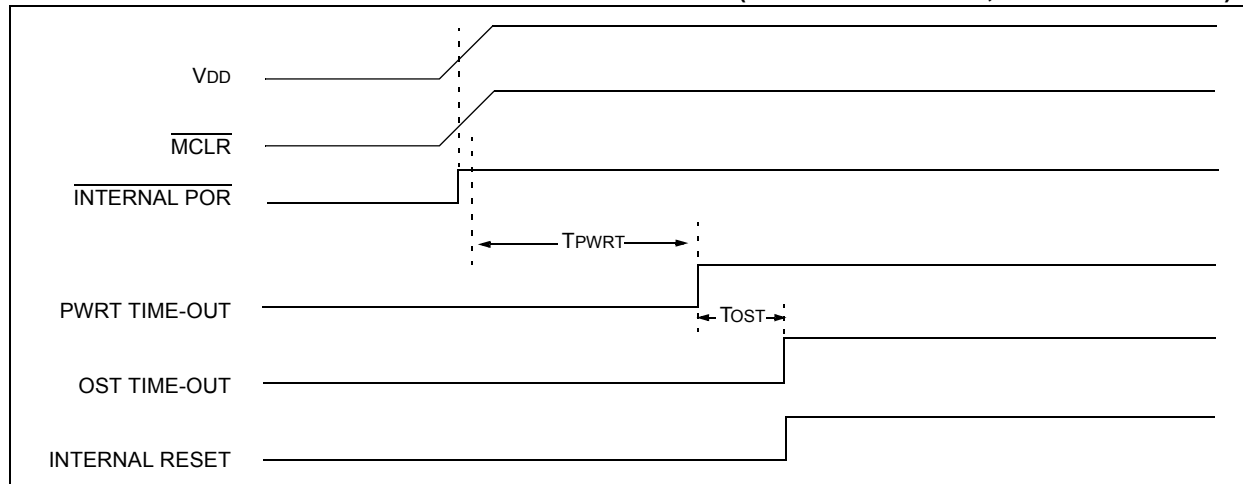 VDD
MCLR
INTERNAL POR
TPWRT
PWRT TIME-OUT
TOST
OST TIME-OUT
INTERNAL RESET